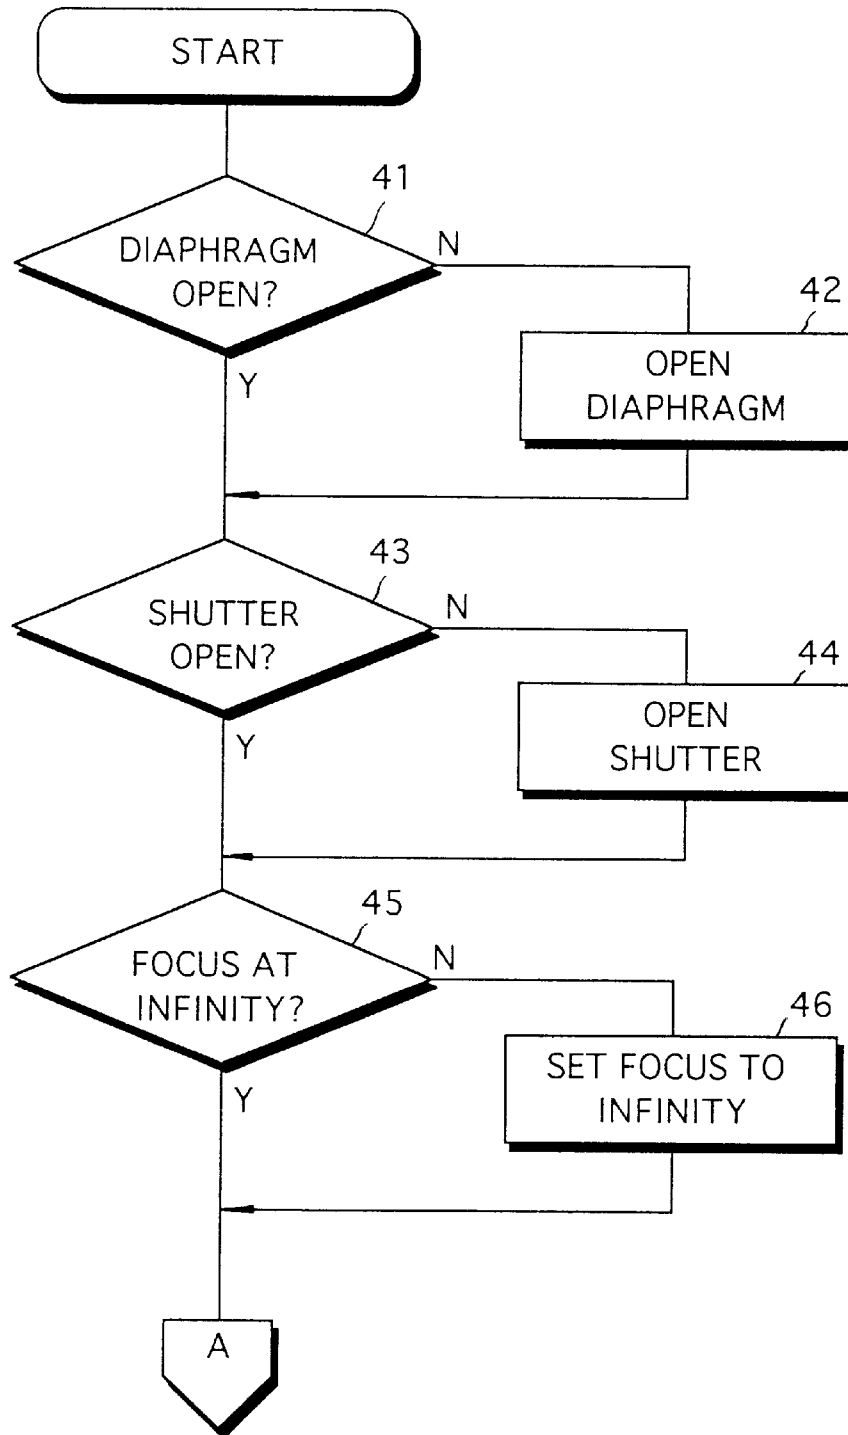 START
41
DIAPHRAGM
OPEN?
N
Y
42
OPEN
DIAPHRAGM
43
SHUTTER
OPEN?
N
Y
44
OPEN
SHUTTER
45
FOCUS AT
INFINITY?
N
Y
46
SET FOCUS TO
INFINITY
A